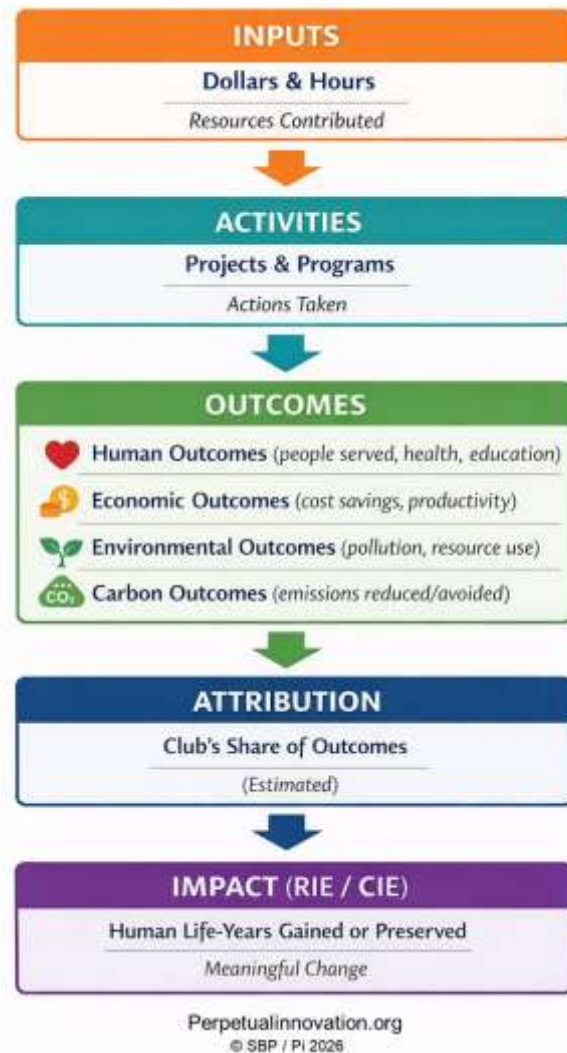 INPUTS
Dollars & Hours
Resources Contributed
ACTIVITIES
Projects & Programs
Actions Taken
OUTCOMES
Human Outcomes (people served, health, education)
$ Economic Outcomes (cost savings, productivity)
Environmental Outcomes (pollution, resource use)
CO₂ Carbon Outcomes (emissions reduced/avoided)
ATTRIBUTION
Club's Share of Outcomes
(Estimated)
IMPACT (RIE / CIE)
Human Life-Years Gained or Preserved
Meaningful Change
Perpetualinnovation.org
© SBP / Pi 2026